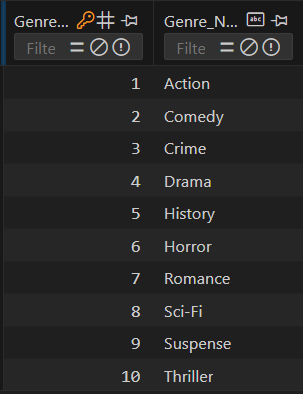 Genre... Genre_N...
Filte Filte
1 Action
2 Comedy
3 Crime
4 Drama
5 History
6 Horror
7 Romance
8 Sci-Fi
9 Suspense
10 Thriller